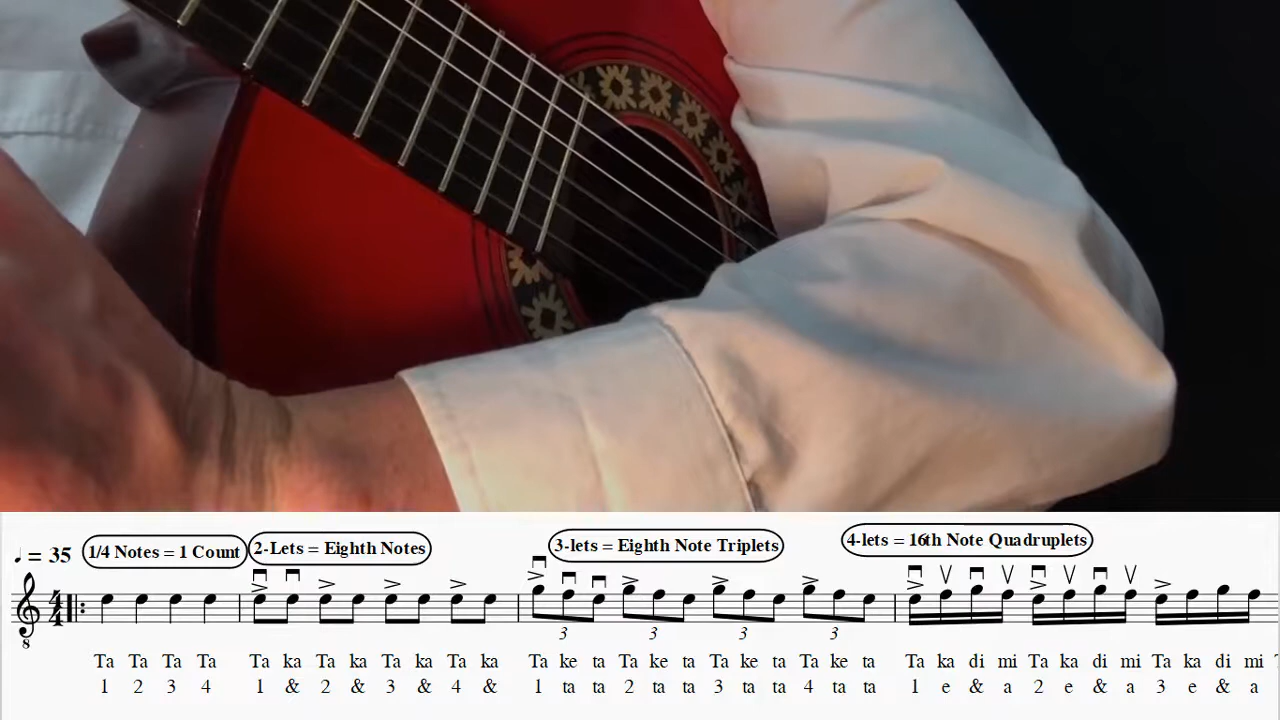 ♩ = 35 1/4 Notes = 1 Count 2-Lets = Eighth Notes 3-lets = Eighth Note Triplets 4-lets = 16th Note Quadruplets
4
4
8
3 3 3 3
Ta Ta Ta Ta Ta ka Ta ka Ta ka Ta ka Ta ke ta Ta ke ta Ta ke ta Ta ke ta Ta ka di mi Ta ka di mi Ta ka di mi
1 2 3 4 1 & 2 & 3 & 4 & 1 ta ta 2 ta ta 3 ta ta 4 ta ta 1 e & a 2 e & a 3 e & a